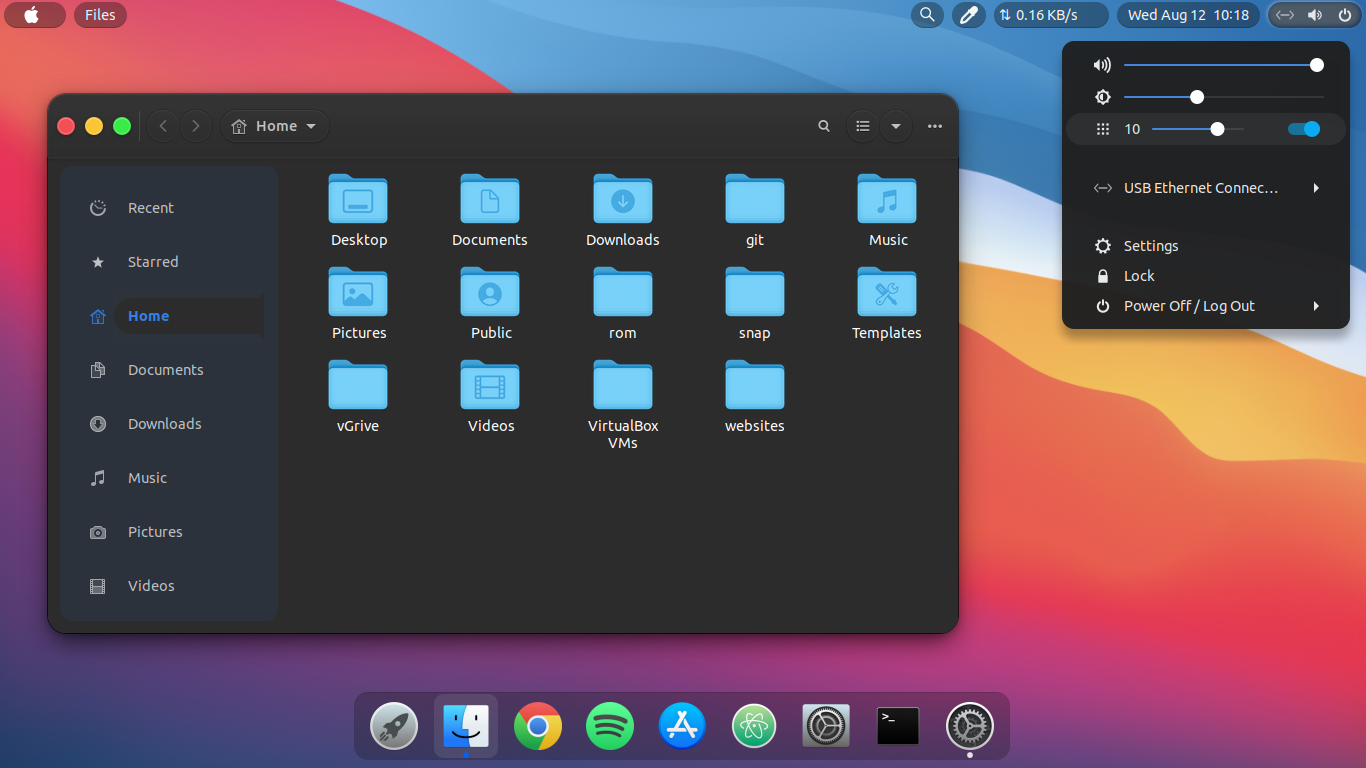 Files
0.16 KB/s
Wed Aug 12 10:18
Home
10
USB Ethernet Connec...
Settings
Lock
Power Off / Log Out
Recent
Starred
Home
Documents
Downloads
Music
Pictures
Videos
Desktop
Documents
Downloads
git
Music
Pictures
Public
rom
snap
Templates
vGrive
Videos
VirtualBox
VMs
websites
>_